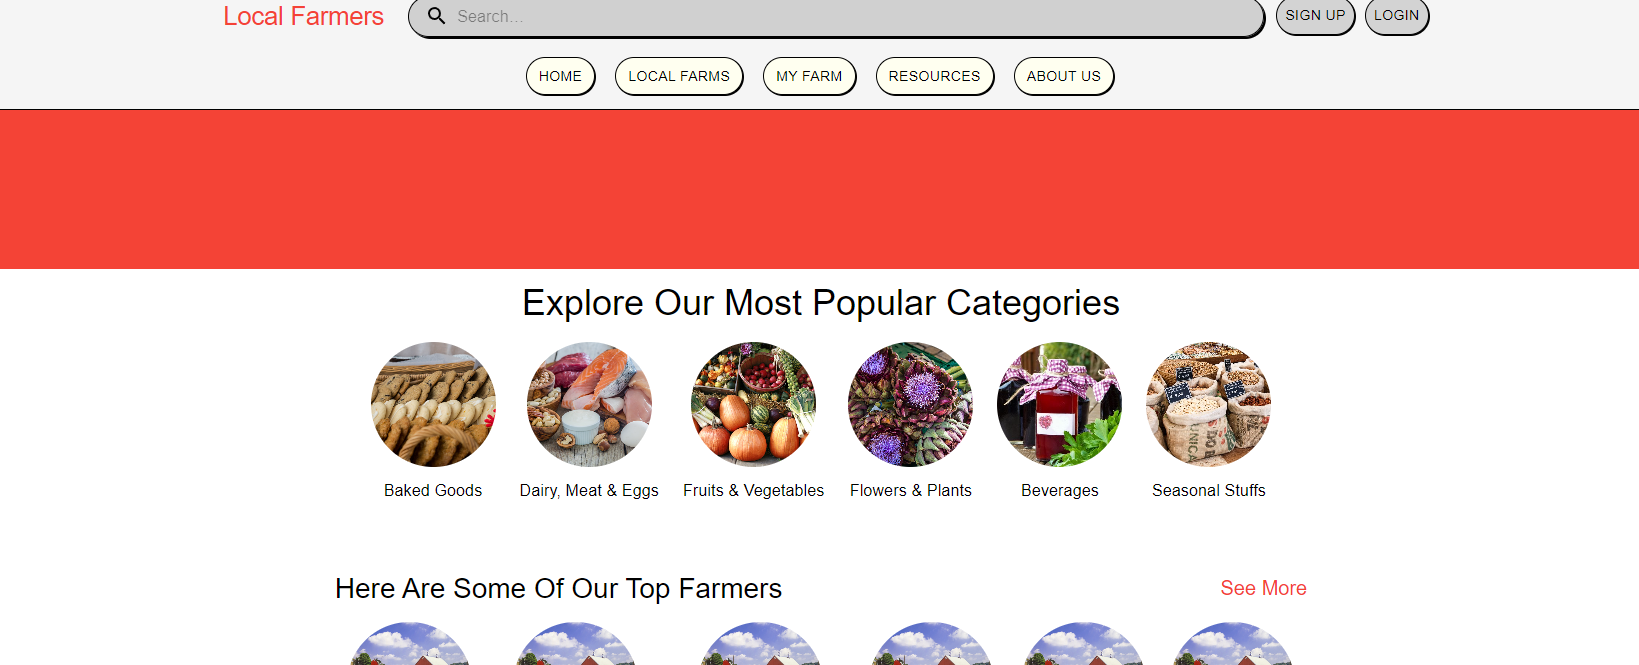 Local Farmers Search... SIGN UP LOGIN
HOME LOCAL FARMS MY FARM RESOURCES ABOUT US
Explore Our Most Popular Categories
Baked Goods Dairy, Meat & Eggs Fruits & Vegetables Flowers & Plants Beverages Seasonal Stuffs
Here Are Some Of Our Top Farmers See More